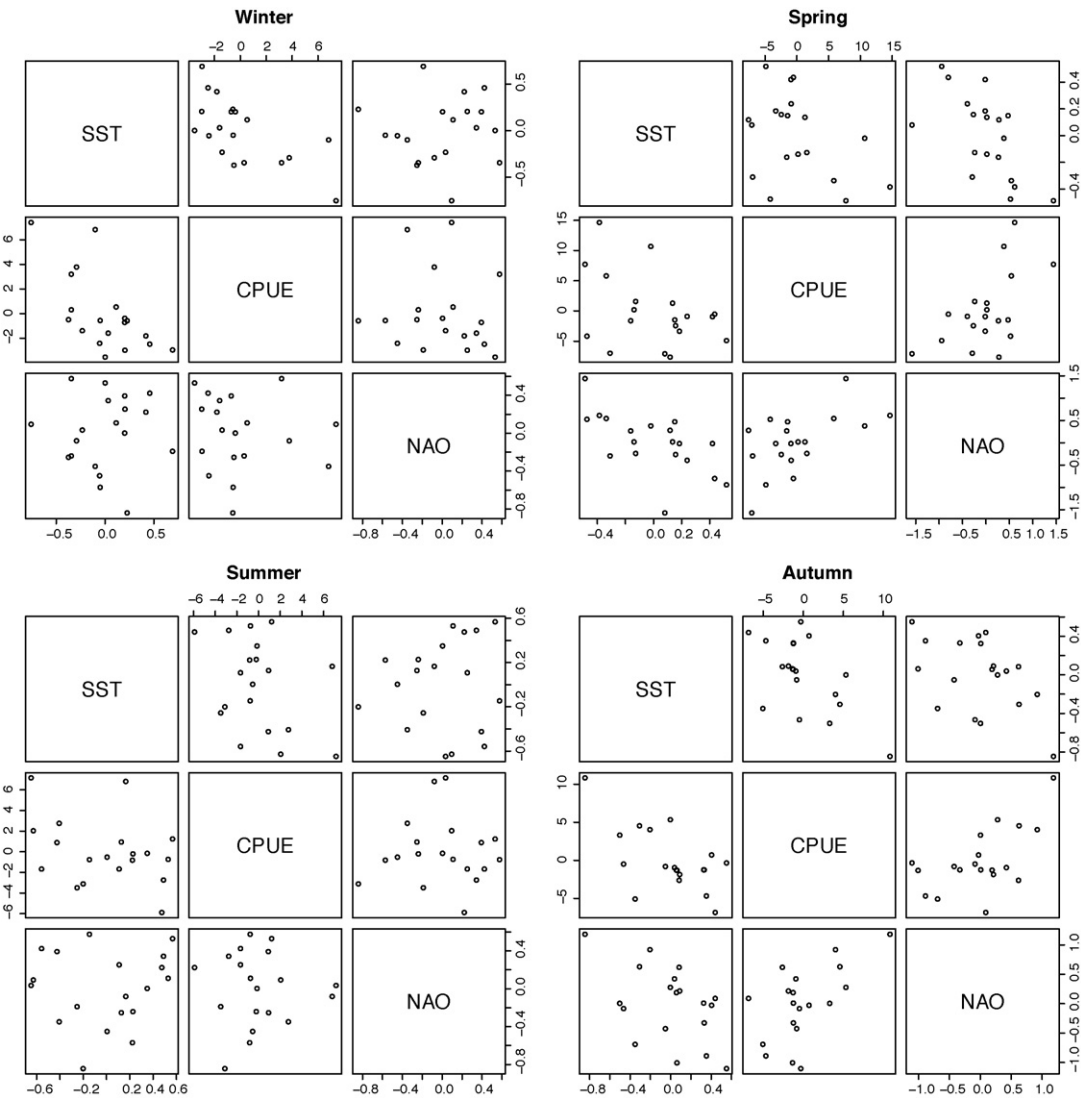 Winter
−2 0 2 4 6
SST
−0.5 0.0 0.5
−2 0 2 4 6
CPUE
NAO
−0.8 −0.4 0.0 0.4
−0.5 0.0 0.5
−0.8 −0.4 0.0 0.4
Spring
−5 0 5 10 15
SST
−0.4 0.0 0.2 0.4
−5 0 5 10 15
CPUE
NAO
−1.5 −0.5 0.5 1.5
−0.4 0.0 0.2 0.4
−1.5 −0.5 0.5 1.0 1.5
Summer
−6 −4 −2 0 2 4 6
SST
−0.6 −0.2 0.2 0.6
−6 −4 −2 0 2 4 6
CPUE
NAO
−0.8 −0.4 0.0 0.4
−0.6 −0.2 0.2 0.4 0.6
−0.8 −0.4 0.0 0.4
Autumn
−5 0 5 10
SST
−0.8 −0.4 0.0 0.4
−5 0 5 10
CPUE
NAO
−1.0 −0.5 0.0 0.5 1.0
−0.8 −0.4 0.0 0.4
−1.0 −0.5 0.0 0.5 1.0